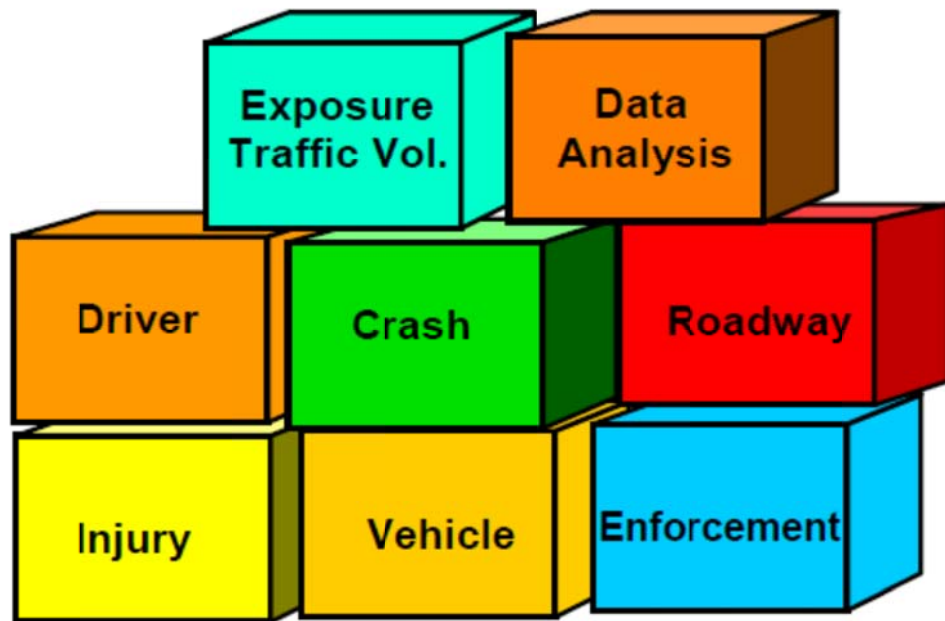 Exposure
Traffic Vol.
Data
Analysis
Driver
Crash
Roadway
Injury
Vehicle
Enforcement